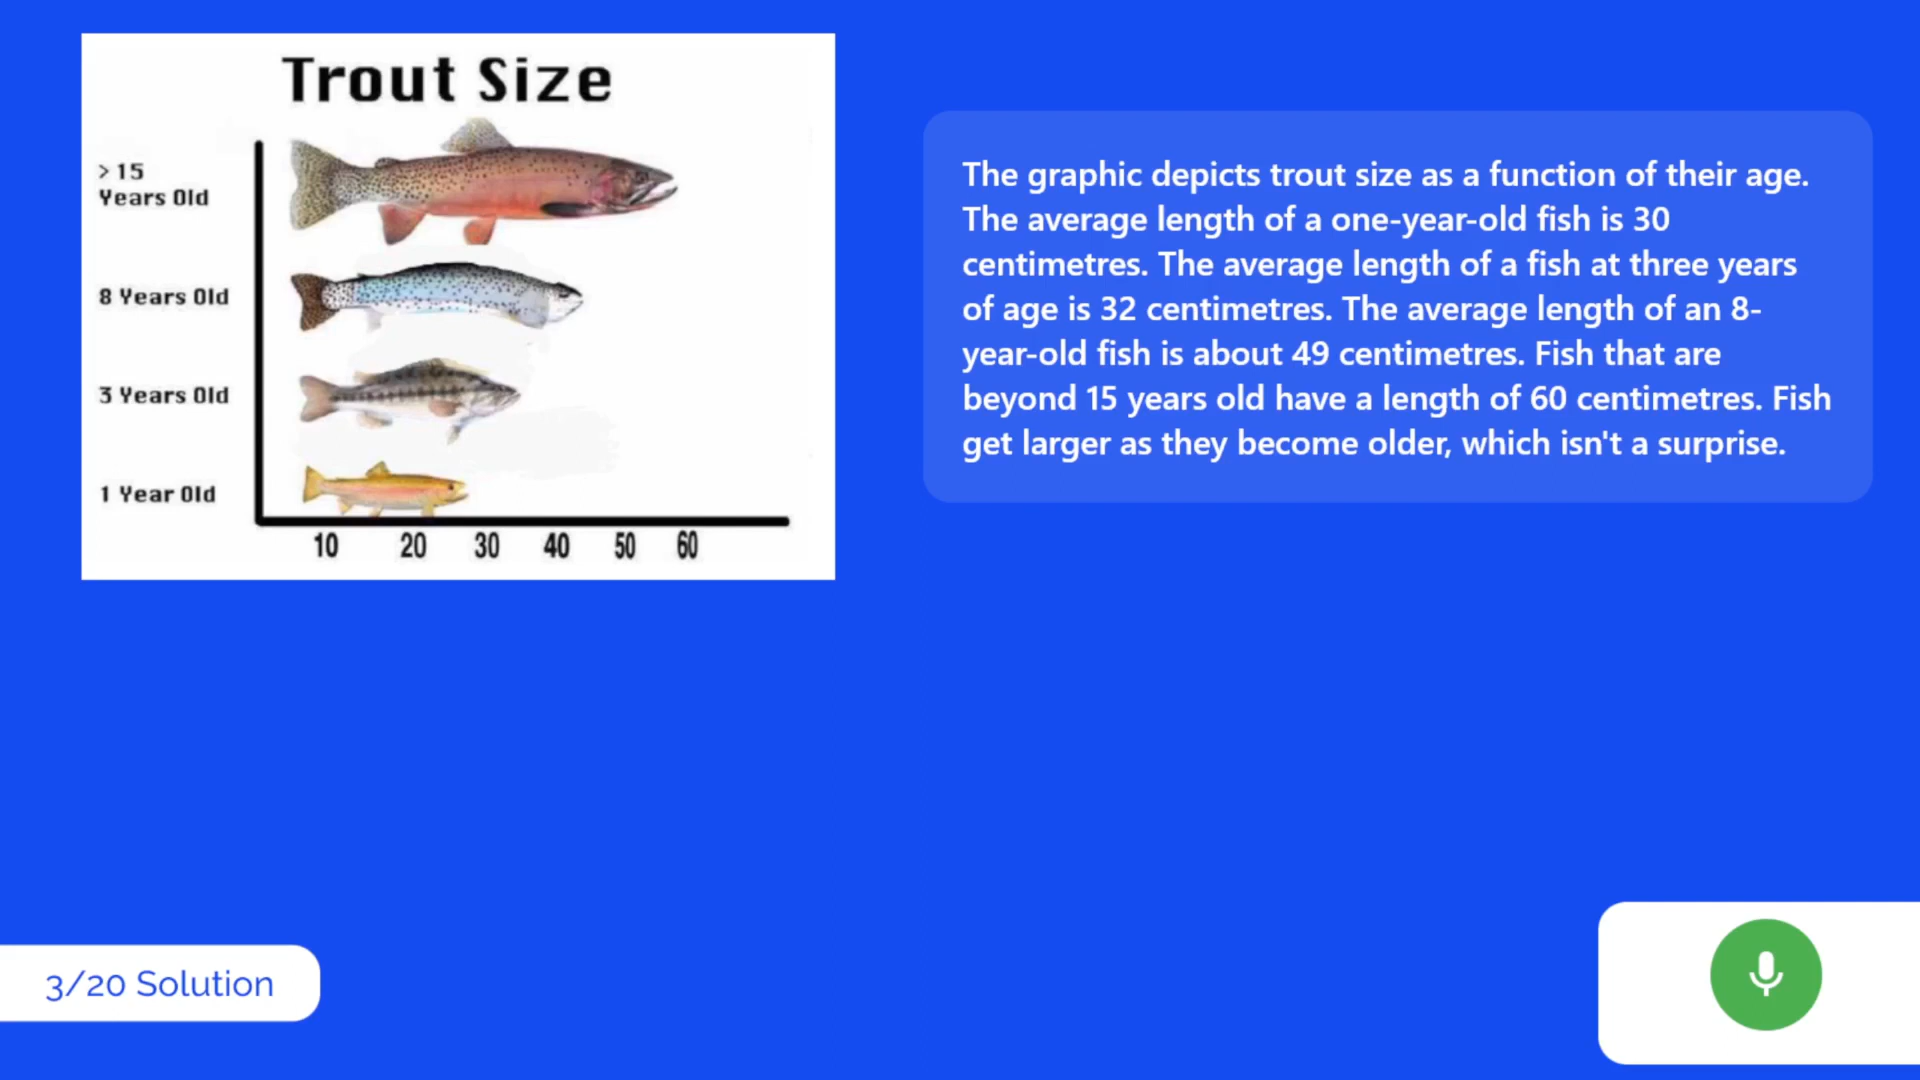 Trout Size
> 15
Years Old
8 Years Old
3 Years Old
1 Year Old
10 20 30 40 50 60
The graphic depicts trout size as a function of their age.
The average length of a one-year-old fish is 30
centimetres. The average length of a fish at three years
of age is 32 centimetres. The average length of an 8-
year-old fish is about 49 centimetres. Fish that are
beyond 15 years old have a length of 60 centimetres. Fish
get larger as they become older, which isn't a surprise.
3/20 Solution